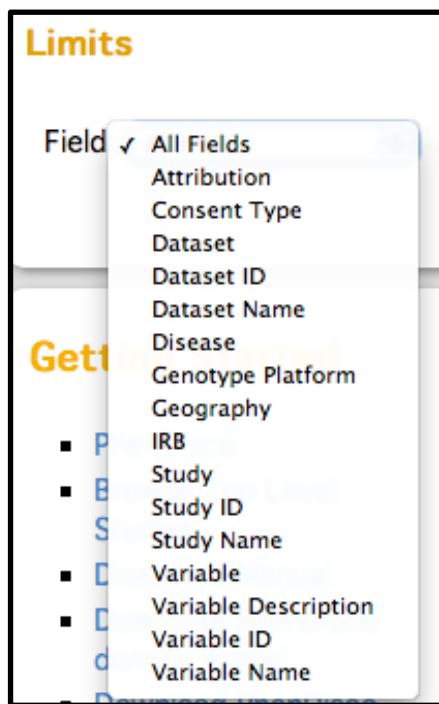 Limits
Field ✓ All Fields
Attribution
Consent Type
Dataset
Dataset ID
Dataset Name
Disease
Genotype Platform
Geography
IRB
Study
Study ID
Study Name
Variable
Variable Description
Variable ID
Variable Name